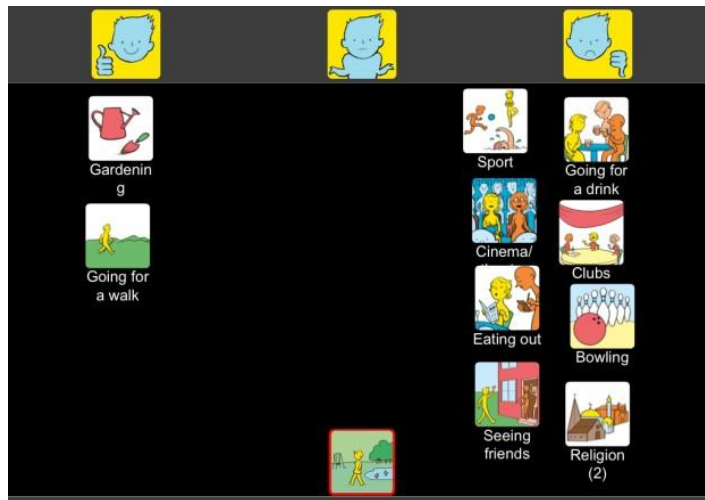 Gardenin
g
Going for
a walk
Sport
Going for
a drink
Cinema/
Clubs
Eating out
Bowling
Seeing
friends
Religion
(2)